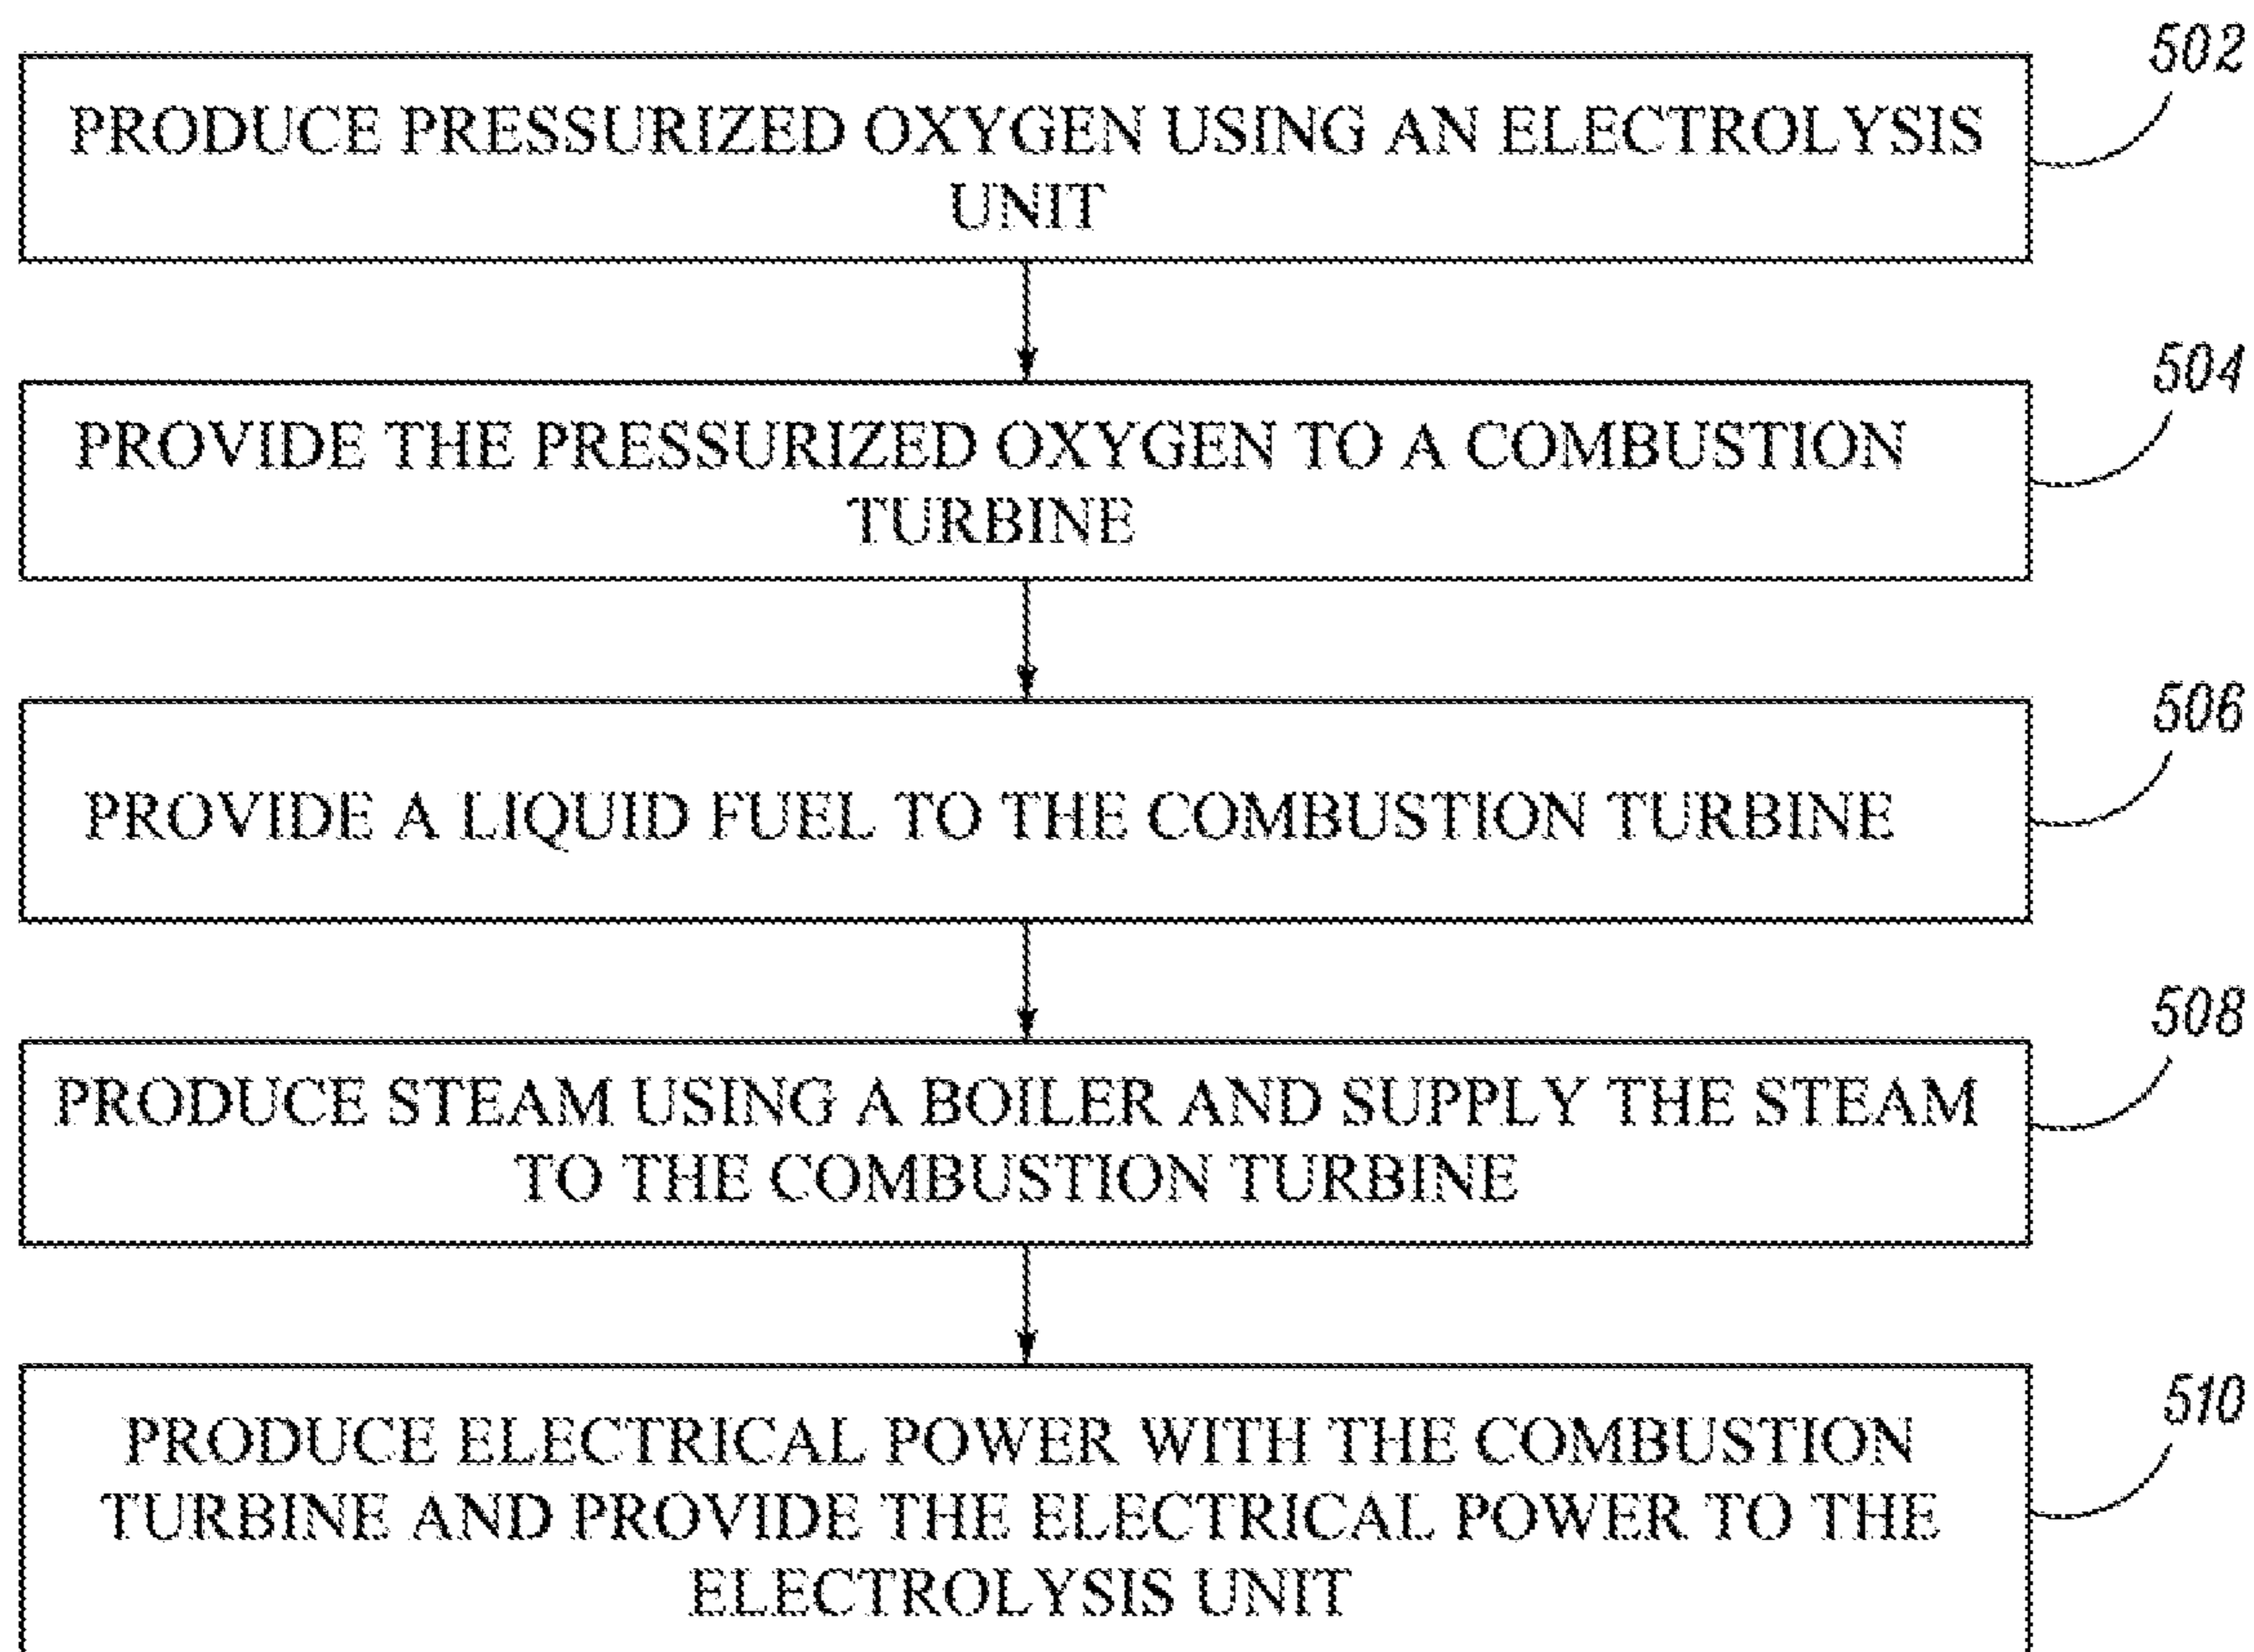 502
PRODUCE PRESSURIZED OXYGEN USING AN ELECTROLYSIS
UNIT
504
PROVIDE THE PRESSURIZED OXYGEN TO A COMBUSTION
TURBINE
506
PROVIDE A LIQUID FUEL TO THE COMBUSTION TURBINE
508
PRODUCE STEAM USING A BOILER AND SUPPLY THE STEAM
TO THE COMBUSTION TURBINE
510
PRODUCE ELECTRICAL POWER WITH THE COMBUSTION
TURBINE AND PROVIDE THE ELECTRICAL POWER TO THE
ELECTROLYSIS UNIT